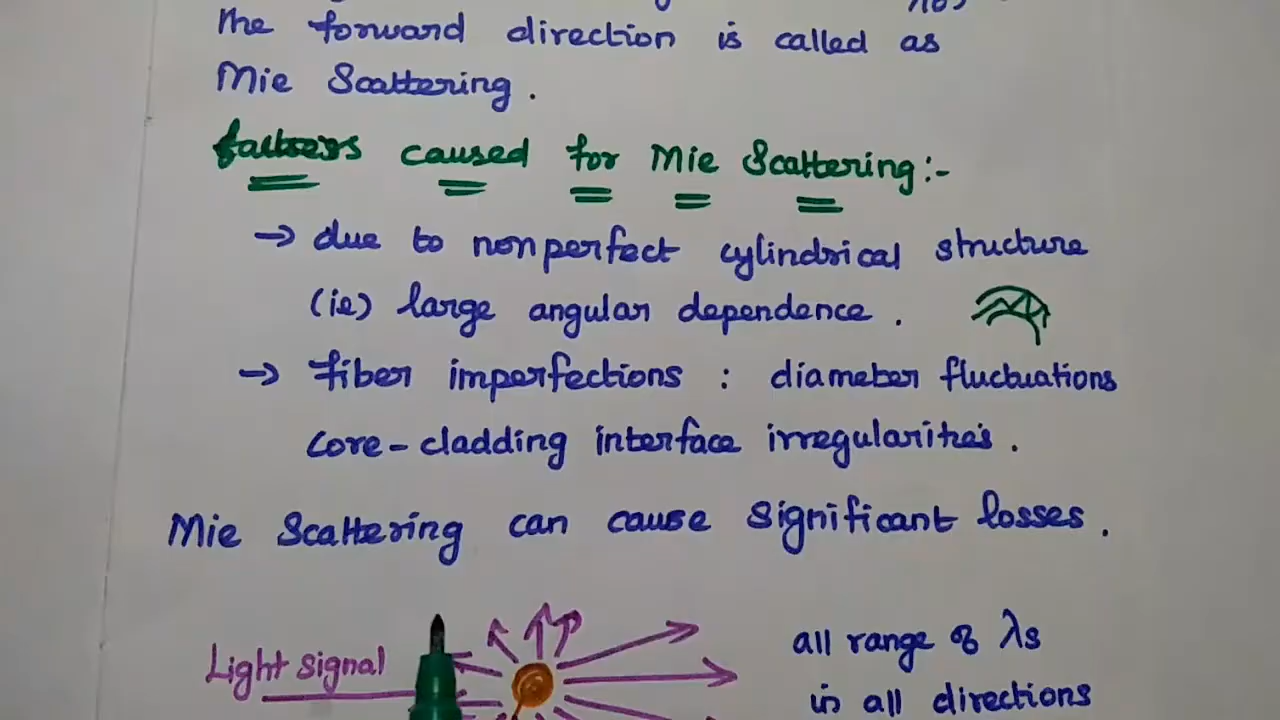 the forward direction is called as
Mie Scattering.
factors caused for Mie Scattering:-
→ due to nonperfect cylindrical structure
(ie) large angular dependence.
→ fiber imperfections : diameter fluctuations
core-cladding interface irregularities.
Mie Scattering can cause significant losses.
Light signal
all range of λs
in all directions